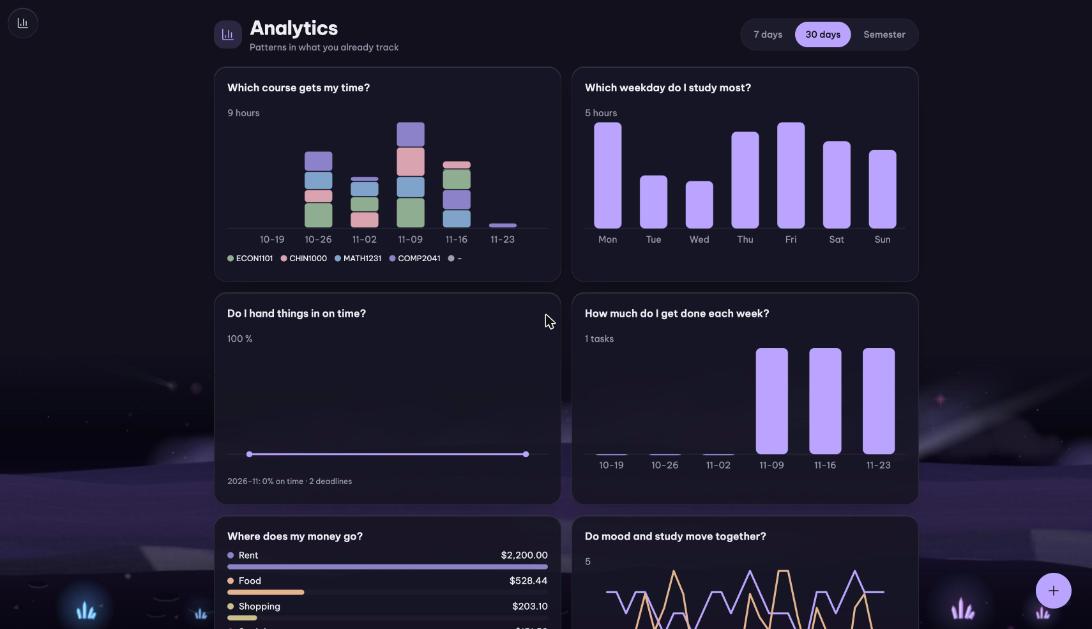 Analytics
Patterns in what you already track
7 days 30 days Semester
Which course gets my time?
9 hours
10-19 10-26 11-02 11-09 11-16 11-23
ECON1101 CHIN1000 MATH1231 COMP2041 -
Which weekday do I study most?
5 hours
Mon Tue Wed Thu Fri Sat Sun
Do I hand things in on time?
100 %
2026-11: 0% on time · 2 deadlines
How much do I get done each week?
1 tasks
10-19 10-26 11-02 11-09 11-16 11-23
Where does my money go?
Rent $2,200.00
Food $528.44
Shopping $203.10
Do mood and study move together?
5